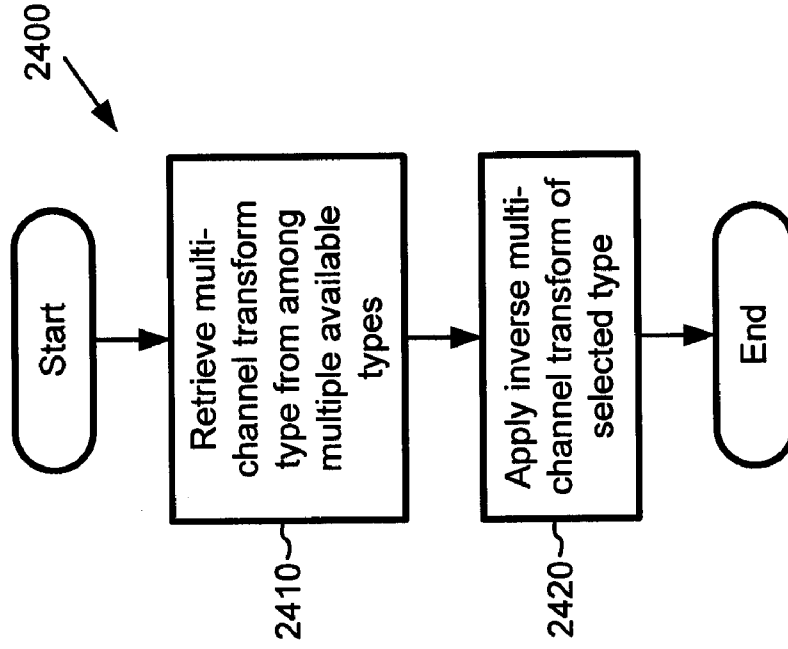 2400
Start
Retrieve multi-
channel transform
type from among
multiple available
types
2410
Apply inverse multi-
channel transform of
selected type
2420
End